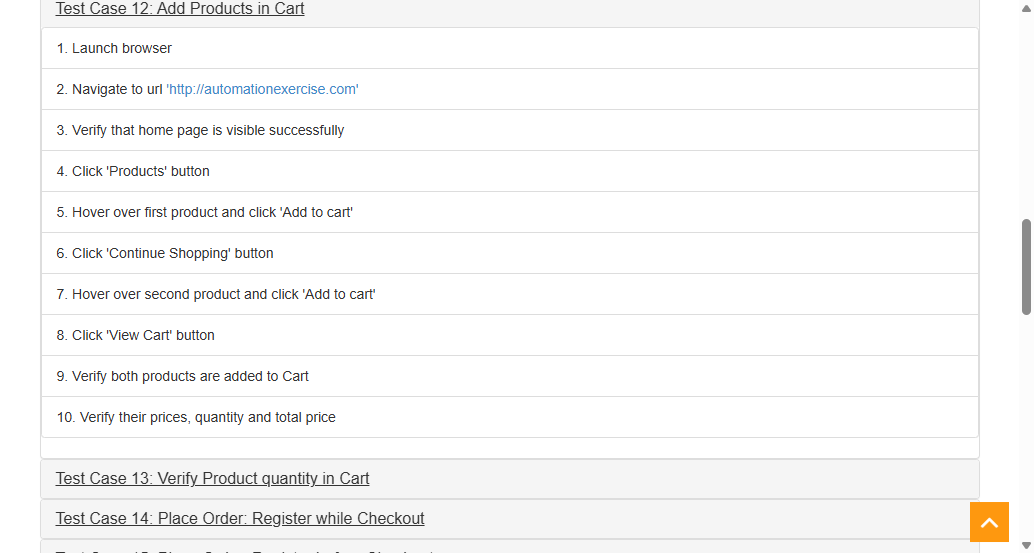 Test Case 12: Add Products in Cart
1. Launch browser
2. Navigate to url 'http://automationexercise.com'
3. Verify that home page is visible successfully
4. Click 'Products' button
5. Hover over first product and click 'Add to cart'
6. Click 'Continue Shopping' button
7. Hover over second product and click 'Add to cart'
8. Click 'View Cart' button
9. Verify both products are added to Cart
10. Verify their prices, quantity and total price
Test Case 13: Verify Product quantity in Cart
Test Case 14: Place Order: Register while Checkout